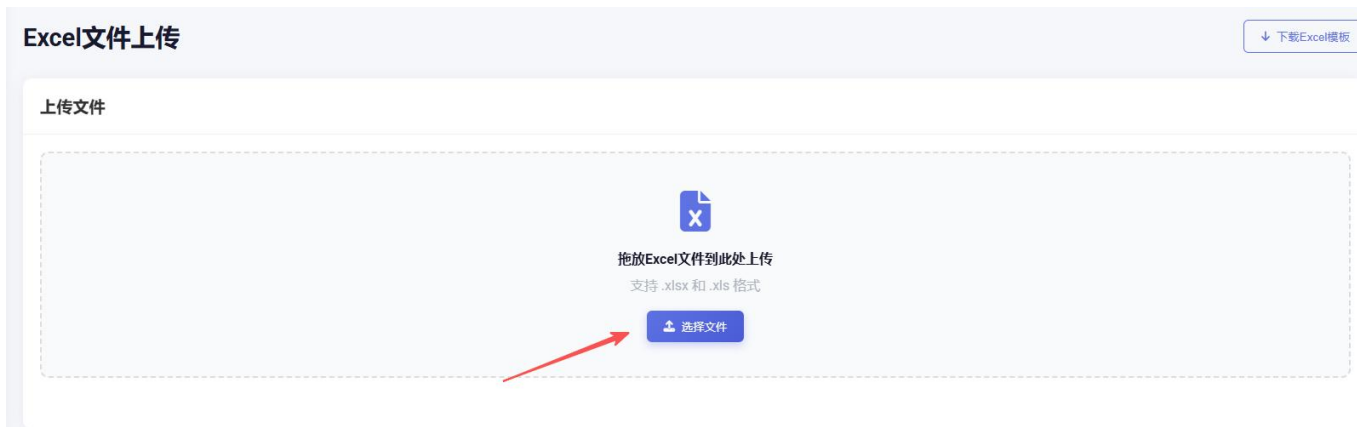 Excel文件上传
下载Excel模板
上传文件
拖放Excel文件到此处上传
支持 .xlsx 和 .xls 格式
选择文件